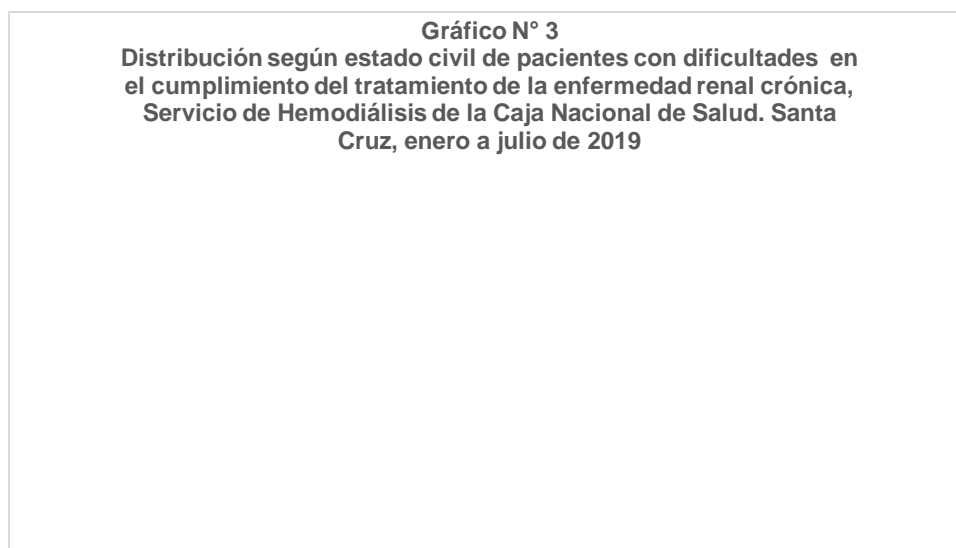 Gráfico N° 3
Distribución según estado civil de pacientes con dificultades en
el cumplimiento del tratamiento de la enfermedad renal crónica,
Servicio de Hemodiálisis de la Caja Nacional de Salud. Santa
Cruz, enero a julio de 2019